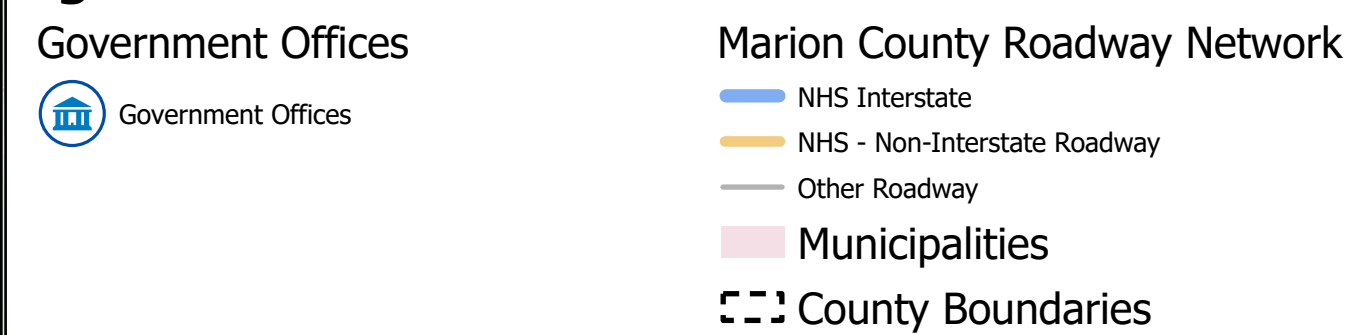 Government Offices
Government Offices
Marion County Roadway Network
NHS Interstate
NHS - Non-Interstate Roadway
Other Roadway
Municipalities
County Boundaries